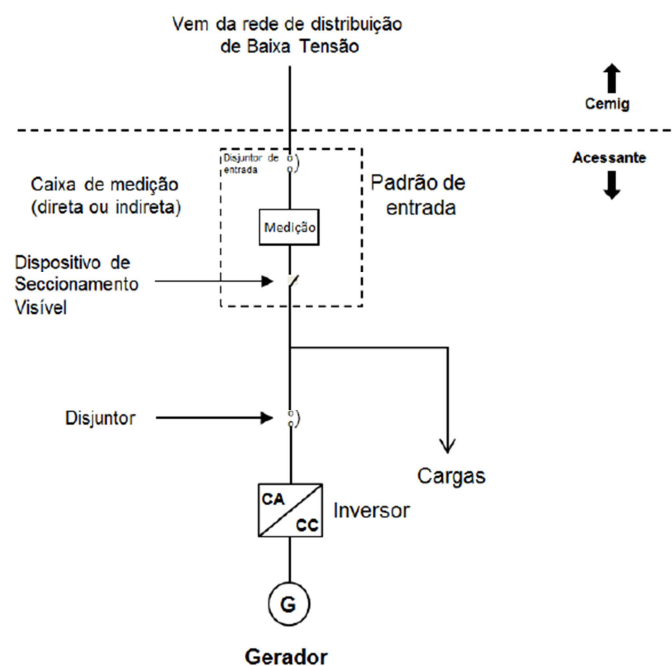 Vem da rede de distribuição
de Baixa Tensão
Cemig
Acessante
Disjuntor de
entrada
Padrão de
entrada
Caixa de medição
(direta ou indireta)
Medição
Dispositivo de
Seccionamento
Visível
Disjuntor
Cargas
CA
CC
Inversor
G
Gerador